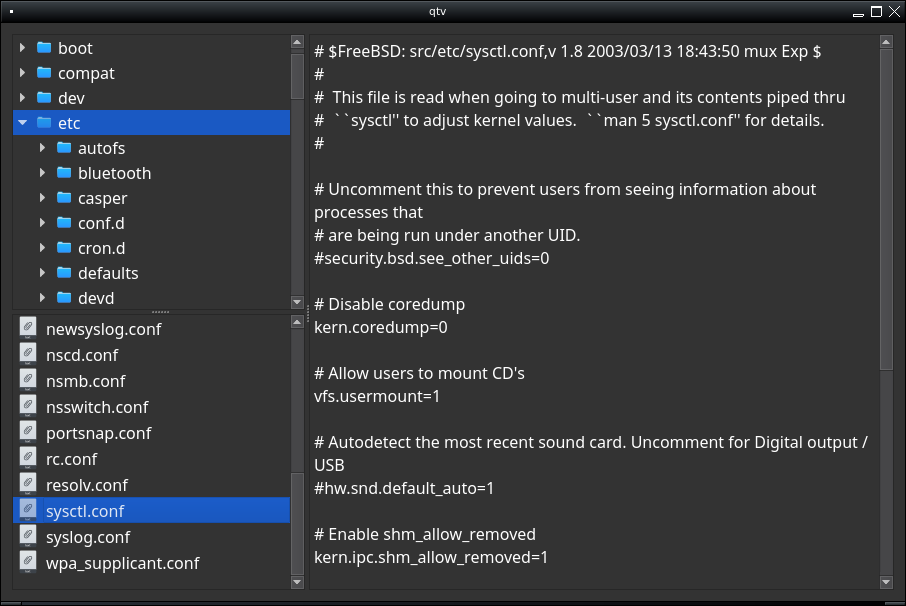 qtv
boot
compat
dev
etc
autofs
bluetooth
casper
conf.d
cron.d
defaults
devd
newsyslog.conf
nscd.conf
nsmb.conf
nsswitch.conf
portsnap.conf
rc.conf
resolv.conf
sysctl.conf
syslog.conf
wpa_supplicant.conf
# $FreeBSD: src/etc/sysctl.conf,v 1.8 2003/03/13 18:43:50 mux Exp $
#
#  This file is read when going to multi-user and its contents piped thru
#  ``sysctl'' to adjust kernel values.  ``man 5 sysctl.conf'' for details.
#
# Uncomment this to prevent users from seeing information about
processes that
# are being run under another UID.
#security.bsd.see_other_uids=0
# Disable coredump
kern.coredump=0
# Allow users to mount CD's
vfs.usermount=1
# Autodetect the most recent sound card. Uncomment for Digital output /
USB
#hw.snd.default_auto=1
# Enable shm_allow_removed
kern.ipc.shm_allow_removed=1